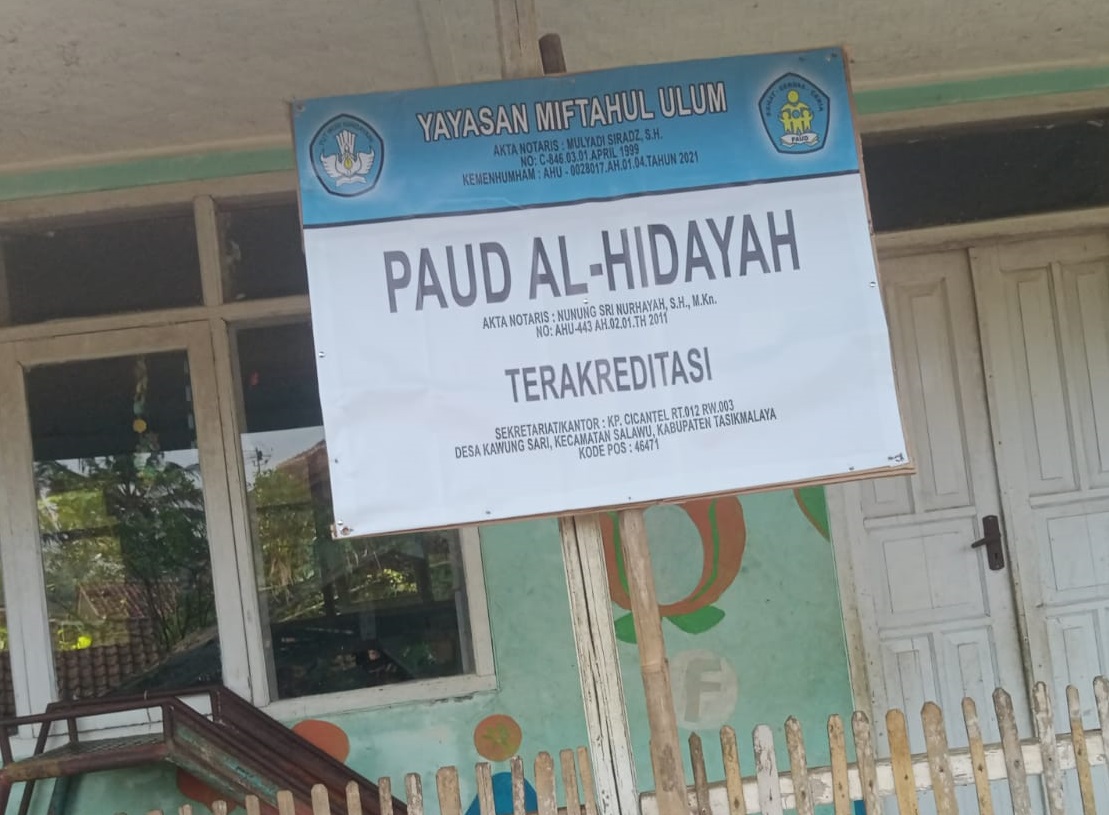 YAYASAN MIFTAHUL ULUM
AKTA NOTARIS : MULYADI SIRADZ, S.H.
NO: C-846.03.01.APRIL 1999
KEMENHUMHAM : AHU - 0028017.AH.01.04.TAHUN 2021
PAUD
PAUD AL-HIDAYAH
AKTA NOTARIS : NUNUNG SRI NURHAYAH, S.H., M.Kn.
NO: AHU-443 AH.02.01.TH 2011
TERAKREDITASI
SEKRETARIAT/KANTOR : KP. CICANTEL RT.012 RW.003
DESA KAWUNG SARI, KECAMATAN SALAWU, KABUPATEN TASIKMALAYA
KODE POS : 46471
F